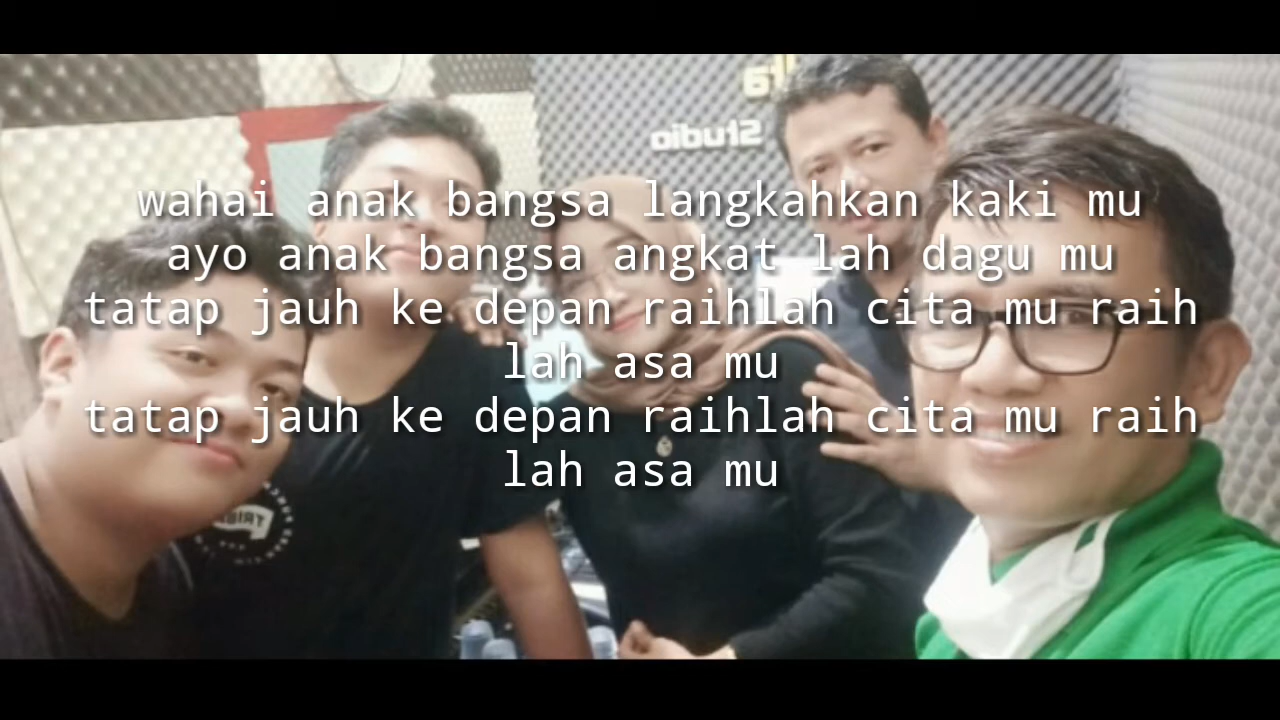 Studio
wahai anak bangsa langkahkan kaki mu
ayo anak bangsa angkat lah dagu mu
tatap jauh ke depan raihlah cita mu raih
lah asa mu
tatap jauh ke depan raihlah cita mu raih
lah asa mu